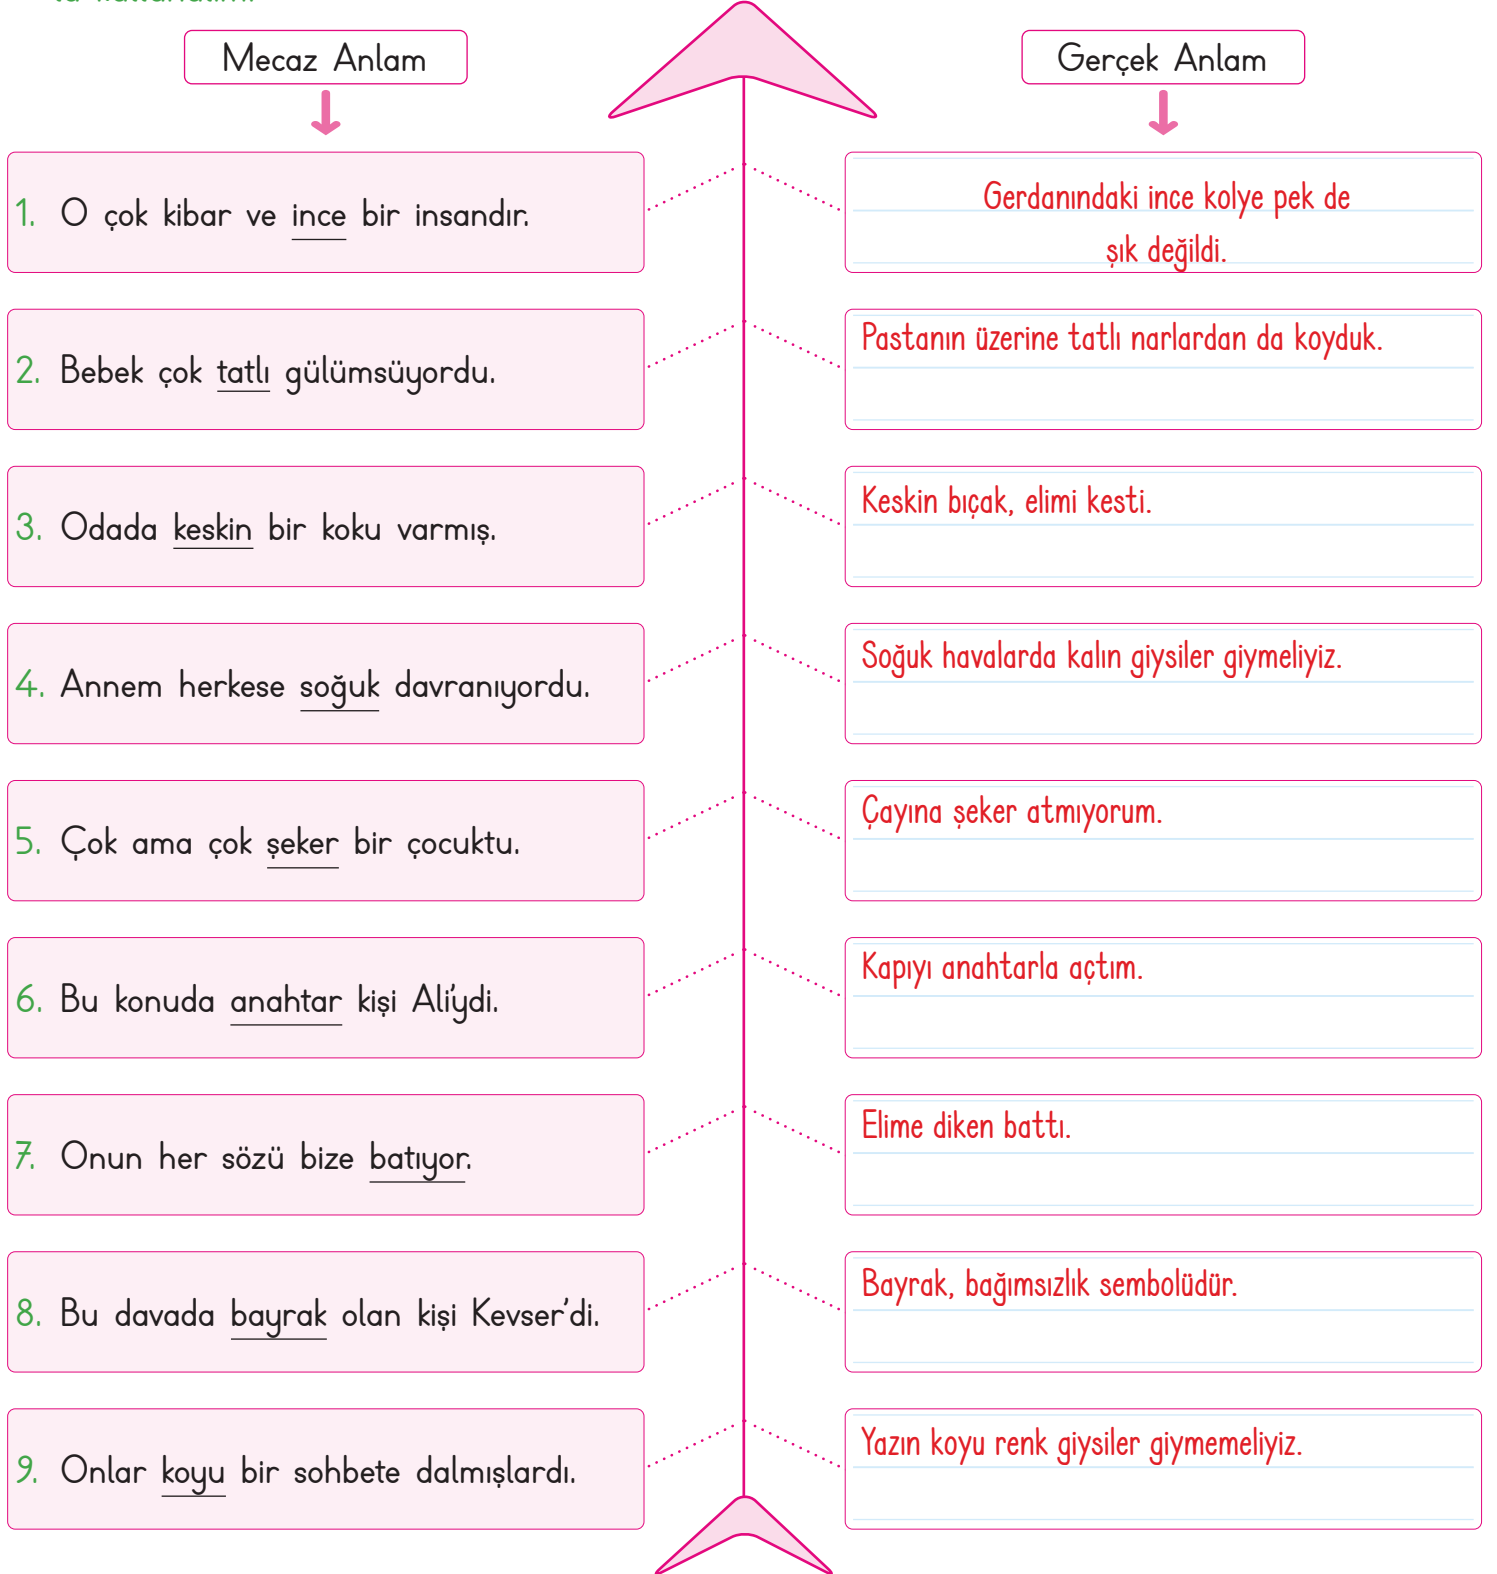 Mecaz Anlam
Gerçek Anlam
1. O çok kibar ve ince bir insandır.
Gerdanındaki ince kolye pek de
şık değildi.
2. Bebek çok tatlı gülümsüyordu.
Pastanın üzerine tatlı narlardan da koyduk.
3. Odada keskin bir koku varmış.
Keskin bıçak, elimi kesti.
4. Annem herkese soğuk davranıyordu.
Soğuk havalarda kalın giysiler giymeliyiz.
5. Çok ama çok şeker bir çocuktu.
Çayına şeker atmıyorum.
6. Bu konuda anahtar kişi Ali'ydi.
Kapıyı anahtarla açtım.
7. Onun her sözü bize batıyor.
Elime diken battı.
8. Bu davada bayrak olan kişi Kevser'di.
Bayrak, bağımsızlık sembolüdür.
9. Onlar koyu bir sohbete dalmışlardı.
Yazın koyu renk giysiler giymemeliyiz.